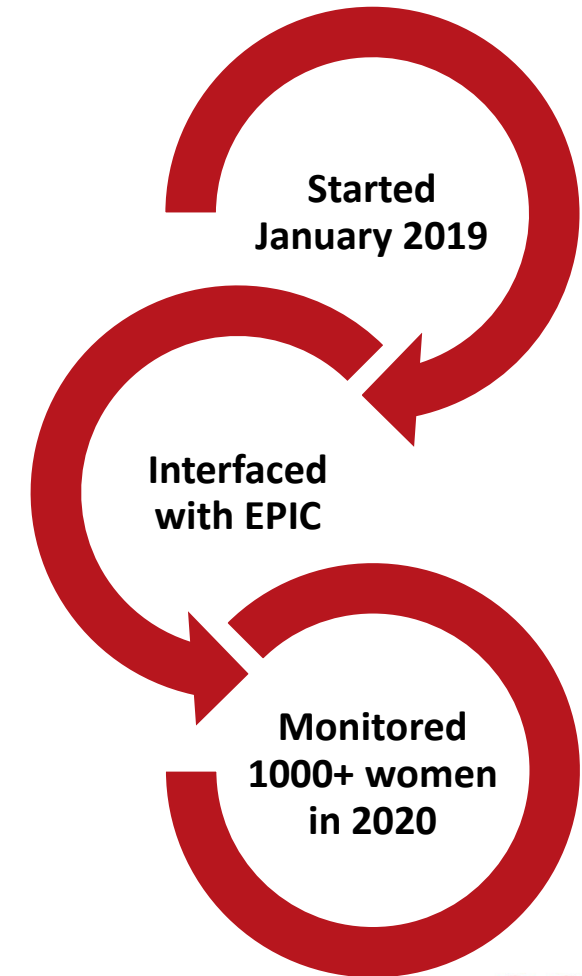 Started
January 2019
Interfaced
with EPIC
Monitored
1000+ women
in 2020